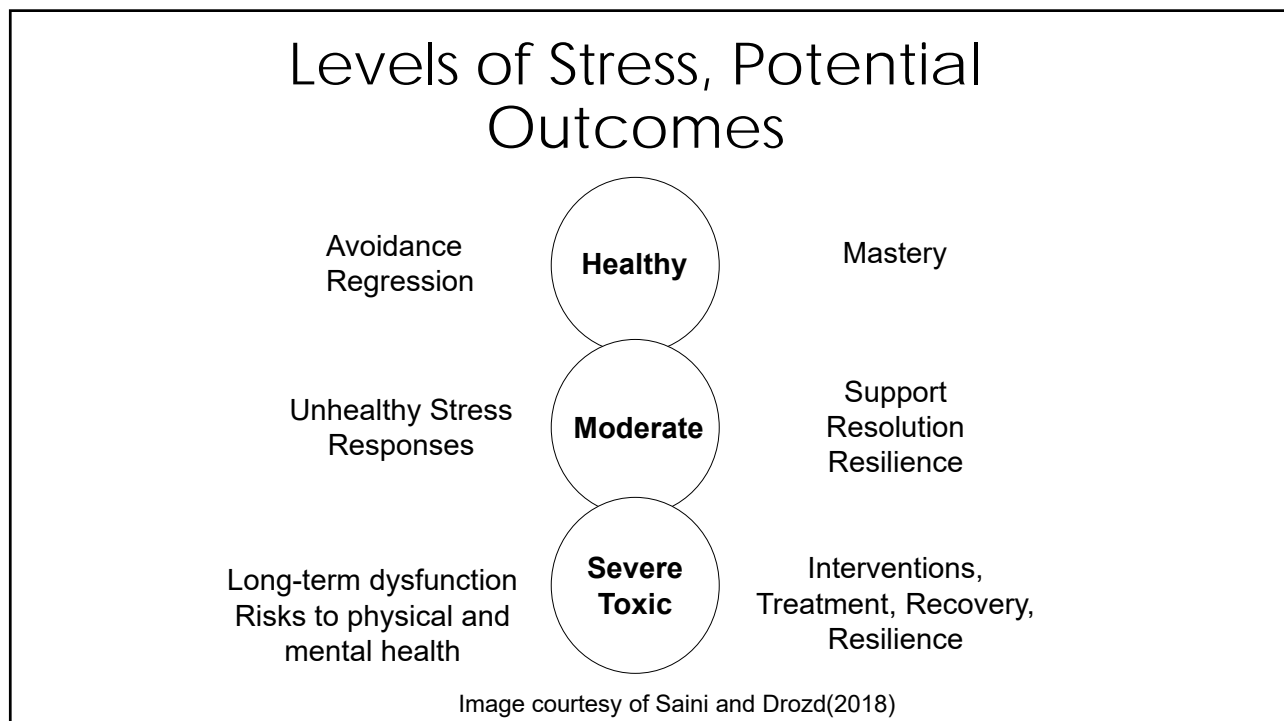 Levels of Stress, Potential
Outcomes
Avoidance
Regression
Healthy
Mastery
Unhealthy Stress
Responses
Moderate
Support
Resolution
Resilience
Long-term dysfunction
Risks to physical and
mental health
Severe
Toxic
Interventions,
Treatment, Recovery,
Resilience
Image courtesy of Saini and Drozd(2018)